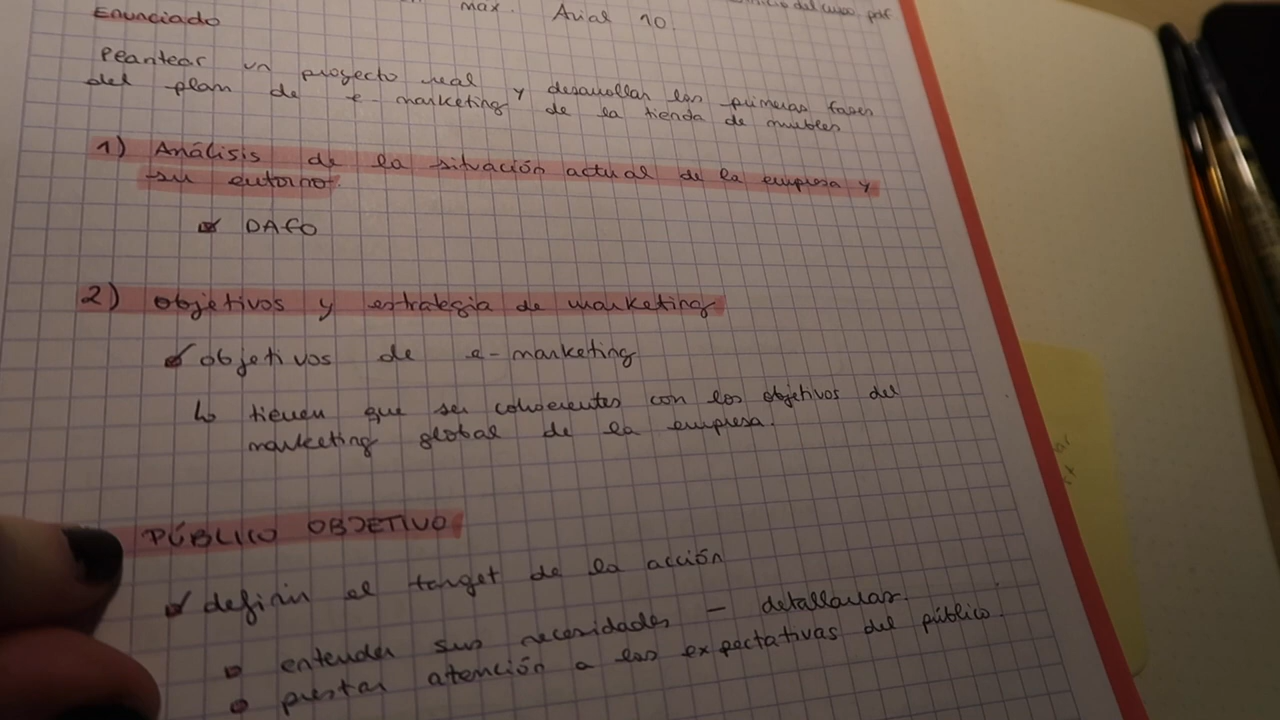 max. Arial 10.
Enunciado
Plantear un proyecto real y desarrollar las primeras fases
del plan de e-marketing de la tienda de muebles
1) Análisis de la situación actual de la empresa y
su entorno.
DAFO
2) Objetivos y estrategia de marketing
objetivos de e-marketing
↳ tienen que ser cohoerentes con los objetivos del
marketing global de la empresa.
PÚBLICO OBJETIVO
definir el target de la acción
entender sus necesidades – detallarlas.
prestar atención a las expectativas del público.